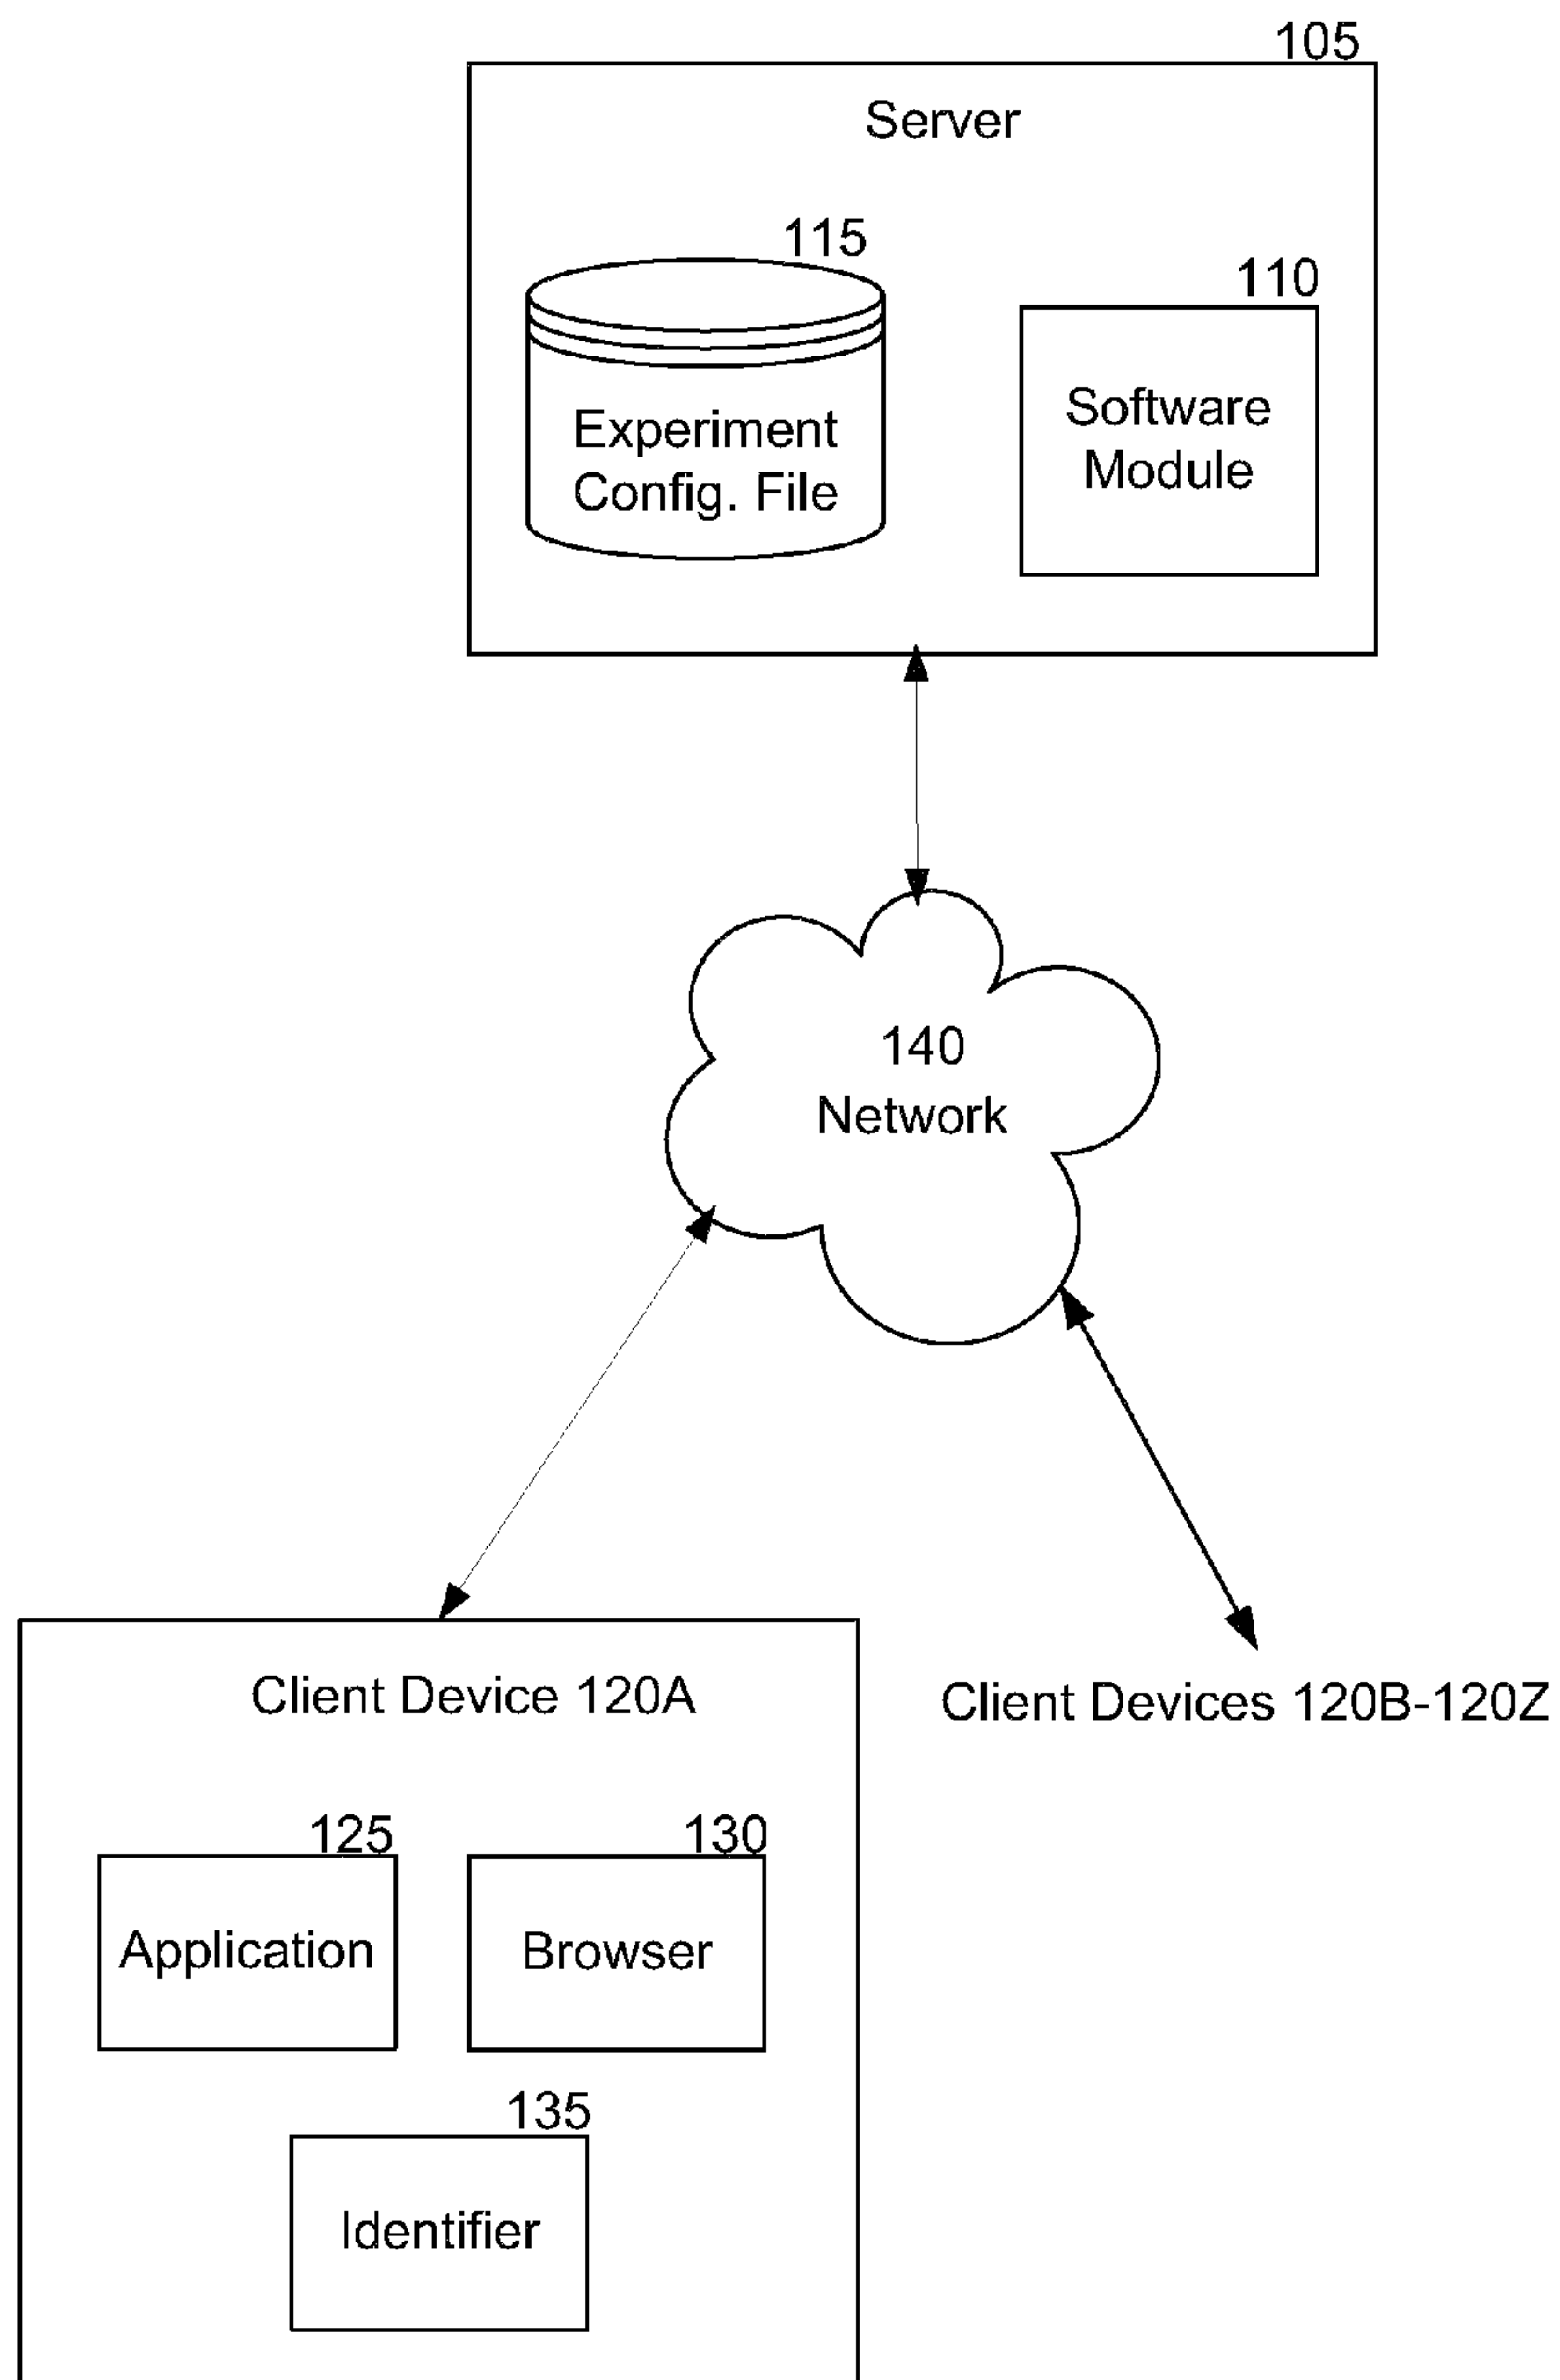 105
Server
115
110
Experiment
Config. File
Software
Module
140
Network
Client Device 120A
Client Devices 120B-120Z
125
130
Application
Browser
135
Identifier